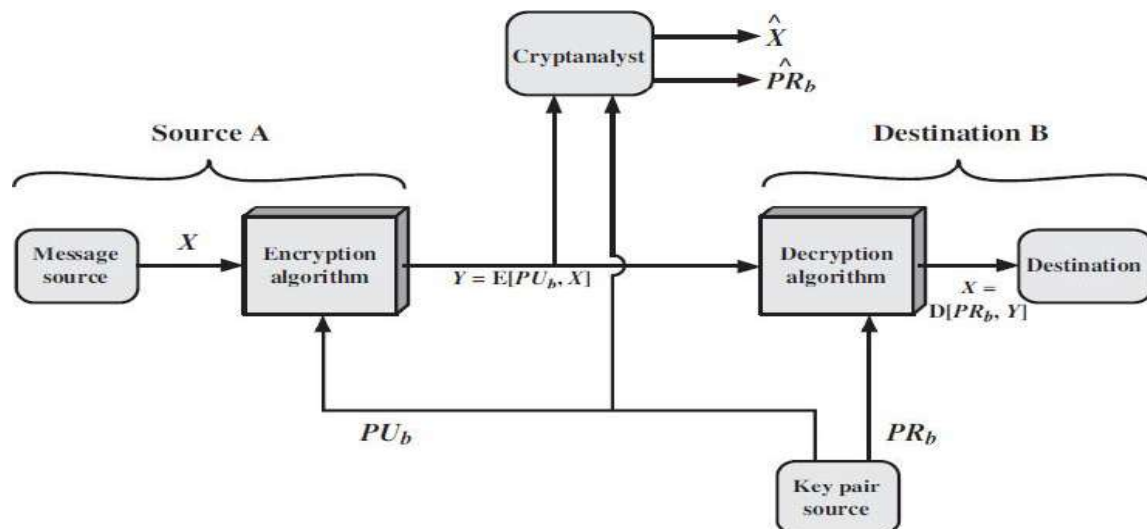 Cryptanalyst
X̂
P̂R_b
Source A
Destination B
Message
source
X
Encryption
algorithm
Y = E[PU_b, X]
Decryption
algorithm
X =
D[PR_b, Y]
Destination
PU_b
PR_b
Key pair
source